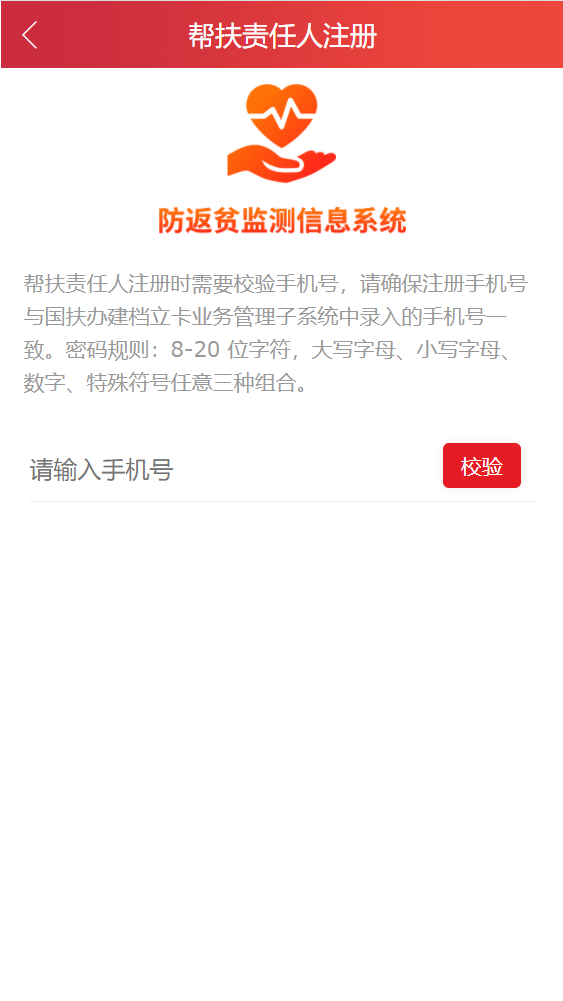 帮扶责任人注册
防返贫监测信息系统
帮扶责任人注册时需要校验手机号，请确保注册手机号
与国扶办建档立卡业务管理子系统中录入的手机号一
致。密码规则：8-20 位字符，大写字母、小写字母、
数字、特殊符号任意三种组合。
请输入手机号
校验